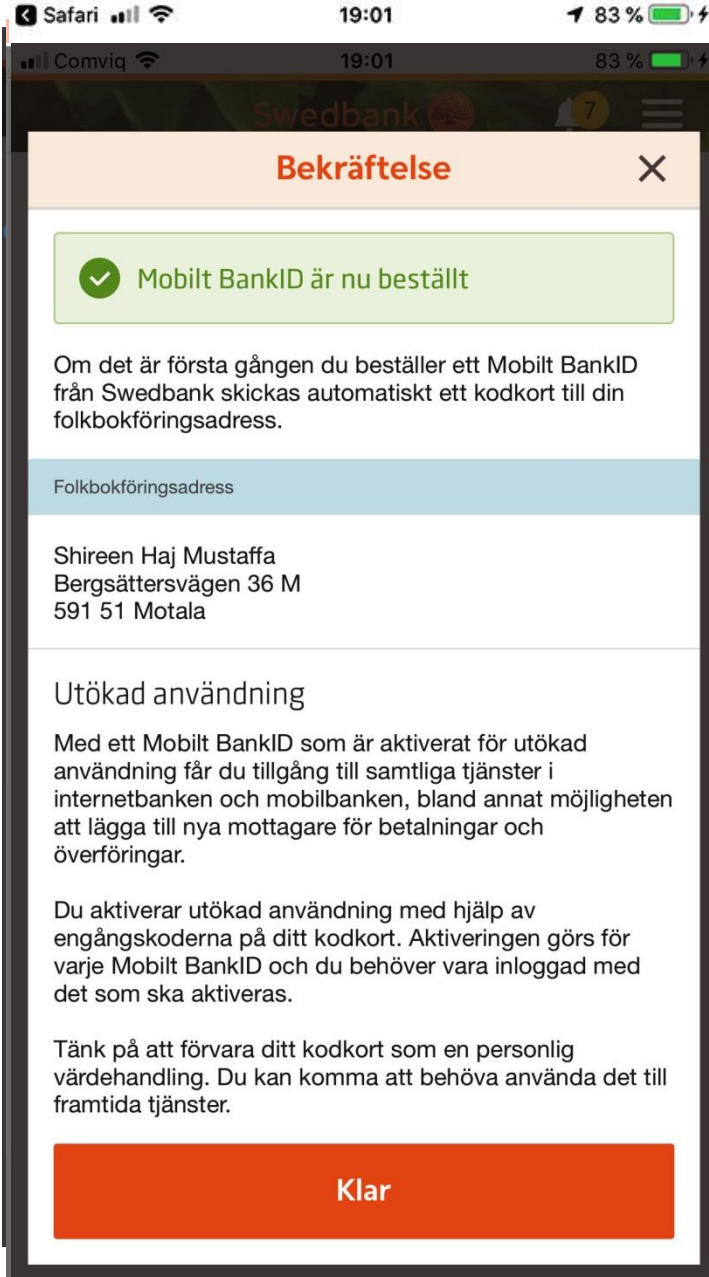 Safari
19:01
83 %
Comviq
19:01
83 %
Swedbank
7
Bekräftelse
Mobilt BankID är nu beställt
Om det är första gången du beställer ett Mobilt BankID
från Swedbank skickas automatiskt ett kodkort till din
folkbokföringsadress.
Folkbokföringsadress
Shireen Haj Mustaffa
Bergsättersvägen 36 M
591 51 Motala
Utökad användning
Med ett Mobilt BankID som är aktiverat för utökad
användning får du tillgång till samtliga tjänster i
internetbanken och mobilbanken, bland annat möjligheten
att lägga till nya mottagare för betalningar och
överföringar.
Du aktiverar utökad användning med hjälp av
engångskoderna på ditt kodkort. Aktiveringen görs för
varje Mobilt BankID och du behöver vara inloggad med
det som ska aktiveras.
Tänk på att förvara ditt kodkort som en personlig
värdehandling. Du kan komma att behöva använda det till
framtida tjänster.
Klar